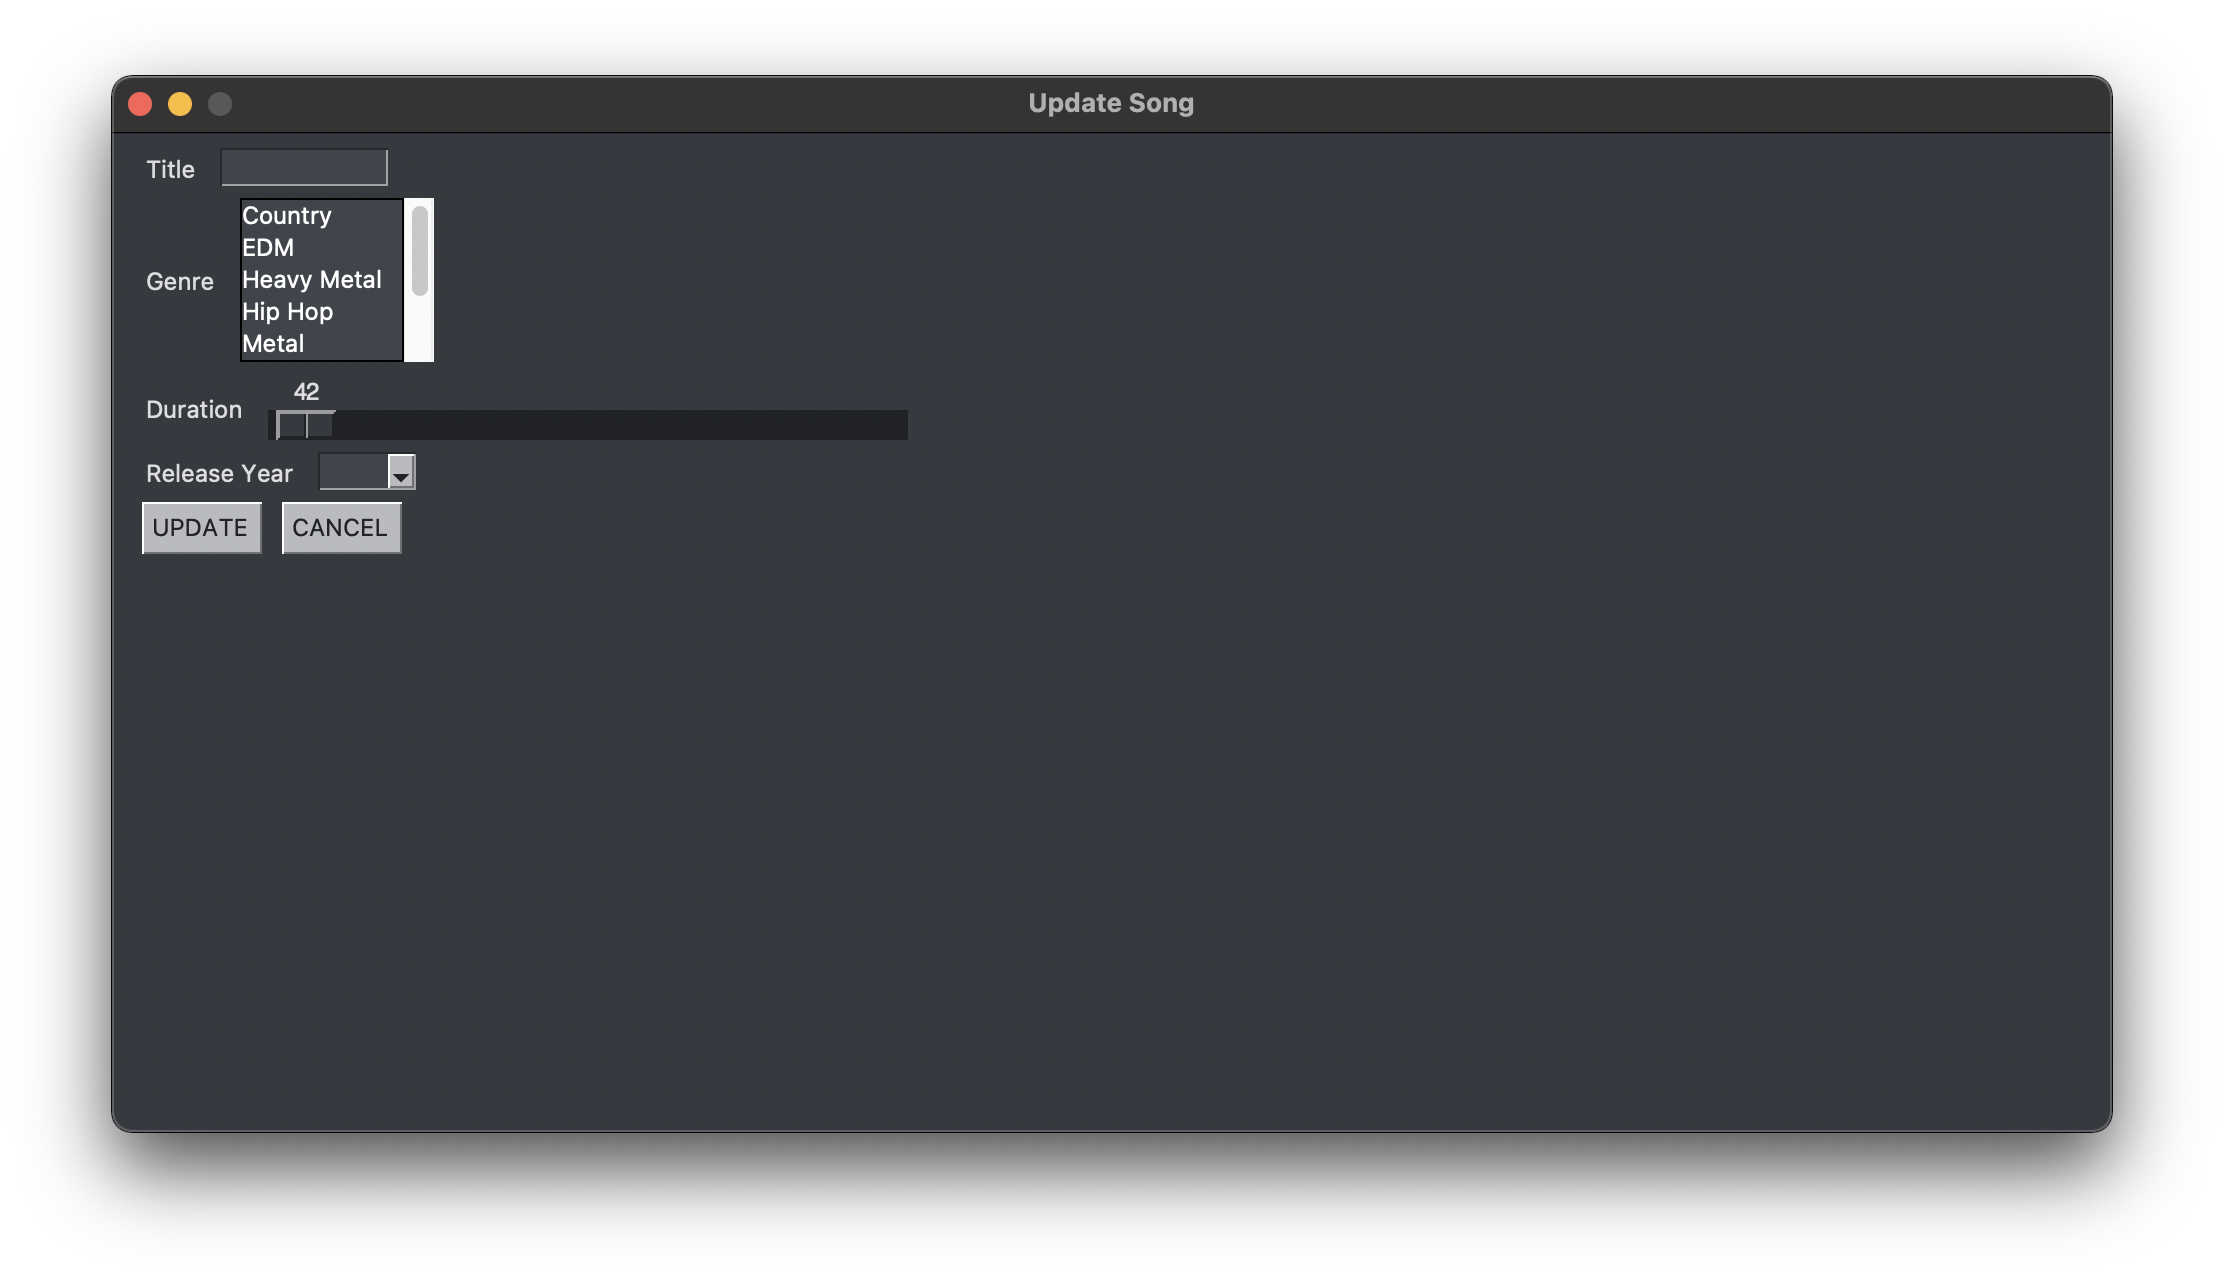 Update Song
Title
Genre
Country
EDM
Heavy Metal
Hip Hop
Metal
Duration
42
Release Year
UPDATE CANCEL